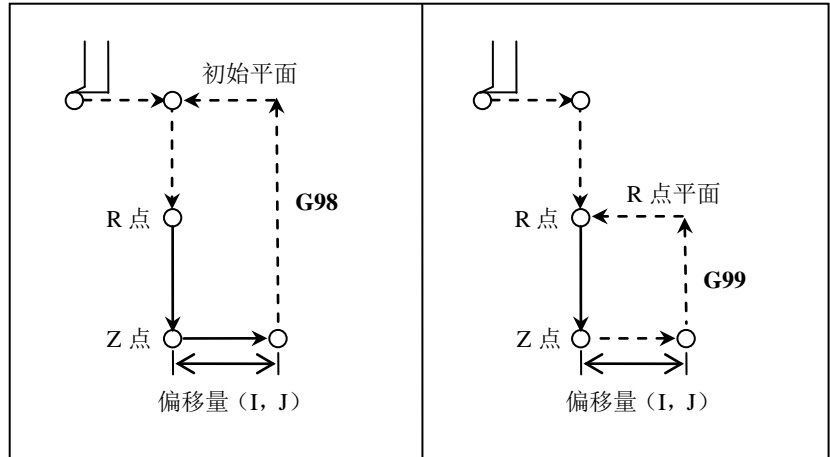 初始平面
R 点
G98
Z 点
偏移量（I，J）
R 点平面
R 点
G99
Z 点
偏移量（I，J）